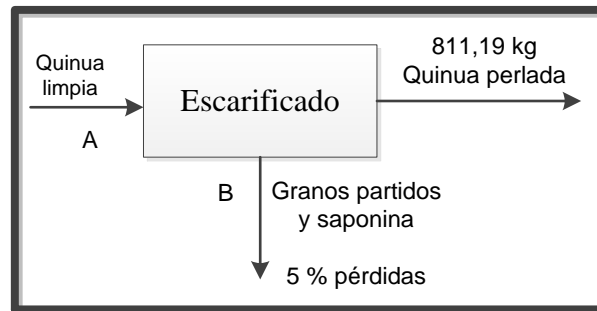 Quinua
limpia
A
Escarificado
811,19 kg
Quinua perlada
B
Granos partidos
y saponina
5 % pérdidas